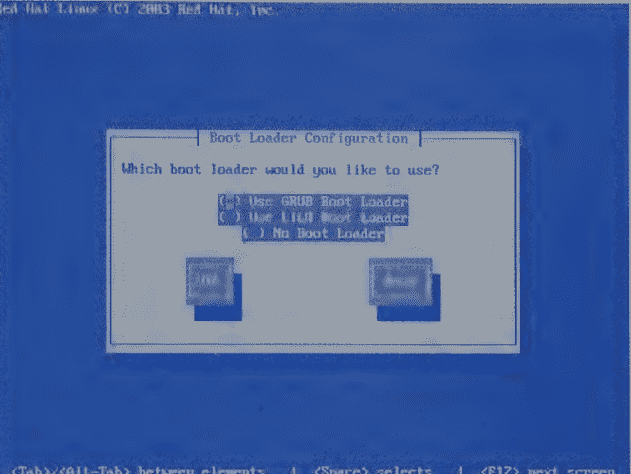 Red Hat Linux (C) 2003 Red Hat, Inc.
Boot Loader Configuration
Which boot loader would you like to use?
(*) Use GRUB Boot Loader
( ) Use LILO Boot Loader
( ) No Boot Loader
OK
Back
<Tab>/<Alt-Tab> between elements | <Space> selects | <F12> next screen